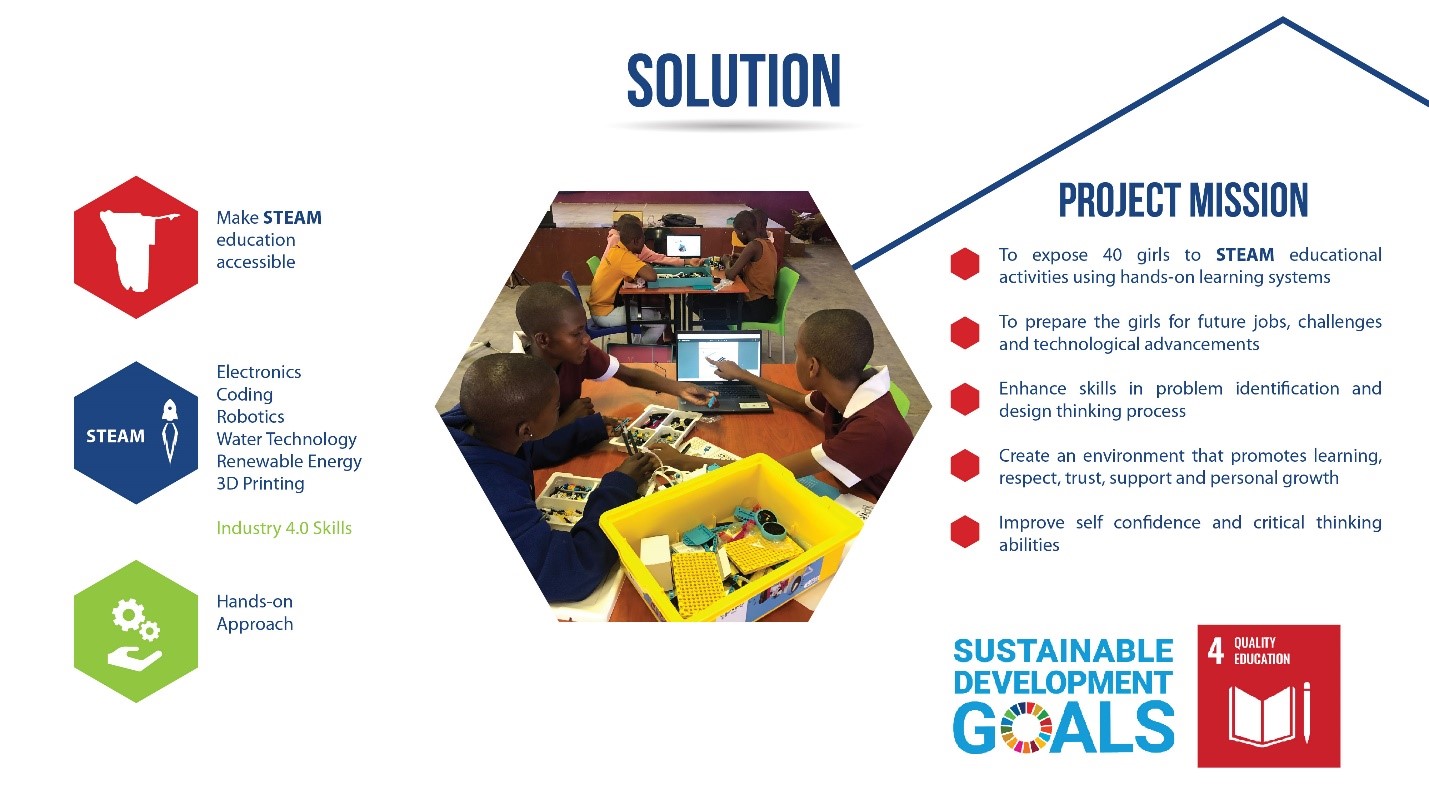 SOLUTION
Make STEAM
education
accessible
STEAM
Electronics
Coding
Robotics
Water Technology
Renewable Energy
3D Printing
Industry 4.0 Skills
Hands-on
Approach
PROJECT MISSION
To expose 40 girls to STEAM educational
activities using hands-on learning systems
To prepare the girls for future jobs, challenges
and technological advancements
Enhance skills in problem identification and
design thinking process
Create an environment that promotes learning,
respect, trust, support and personal growth
Improve self confidence and critical thinking
abilities
SUSTAINABLE
DEVELOPMENT
GOALS
4 QUALITY
EDUCATION